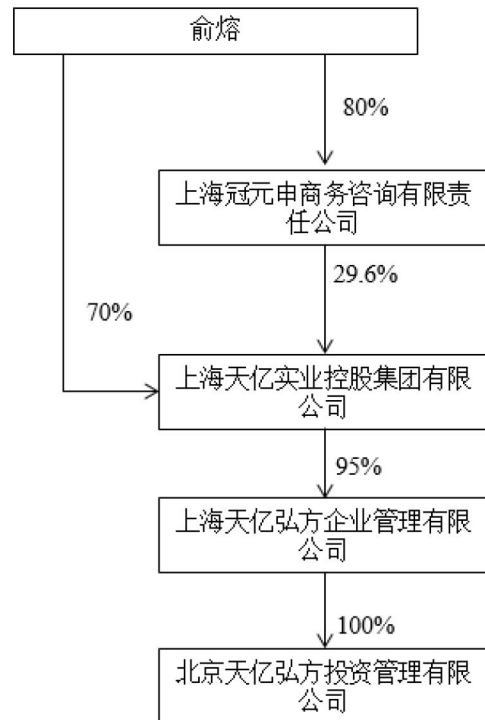 俞熔
80%
上海冠元申商务咨询有限责
任公司
29.6%
70%
上海天亿实业控股集团有限
公司
95%
上海天亿弘方企业管理有限
公司
100%
北京天亿弘方投资管理有限
公司